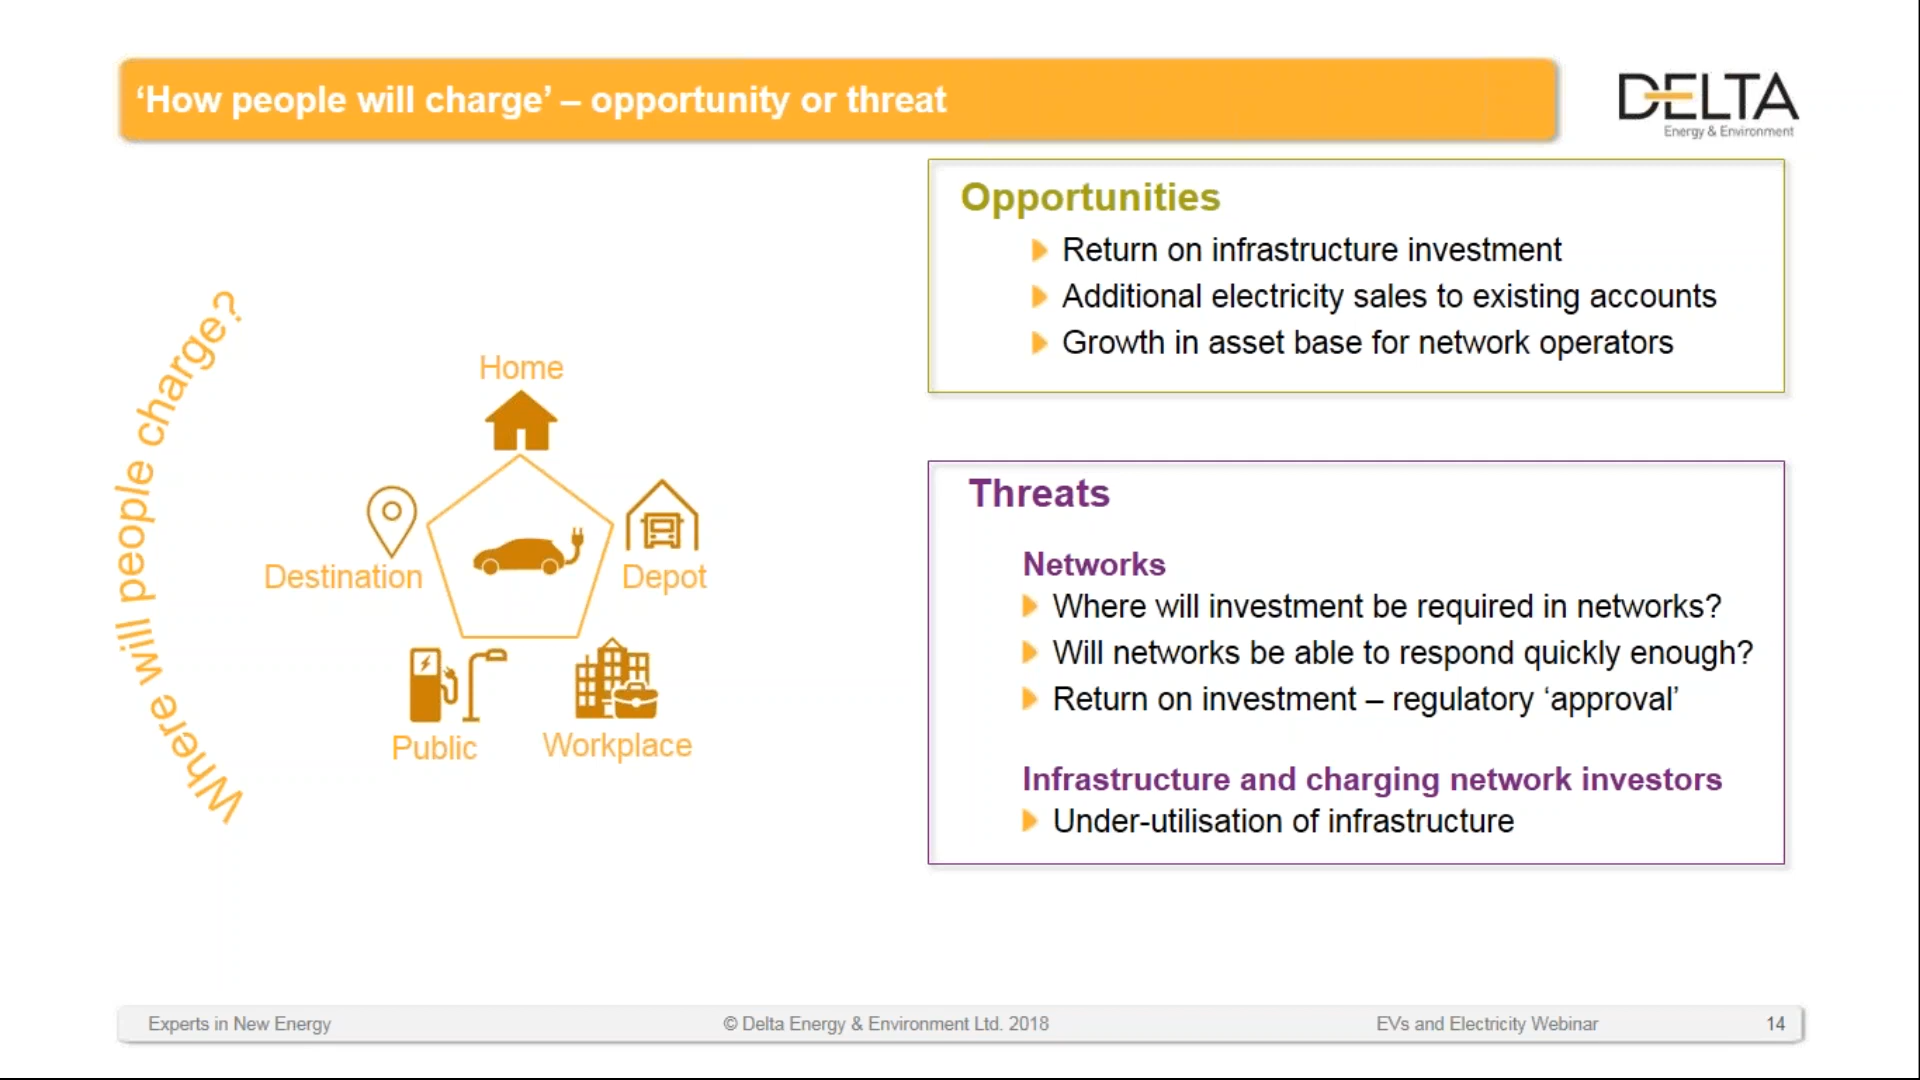 ‘How people will charge’ – opportunity or threat
DELTA
Energy & Environment
Where will people charge?
Home
Destination
Depot
Public
Workplace
Opportunities
Return on infrastructure investment
Additional electricity sales to existing accounts
Growth in asset base for network operators
Threats
Networks
Where will investment be required in networks?
Will networks be able to respond quickly enough?
Return on investment – regulatory ‘approval’
Infrastructure and charging network investors
Under-utilisation of infrastructure
Experts in New Energy
© Delta Energy & Environment Ltd. 2018
EVs and Electricity Webinar
14